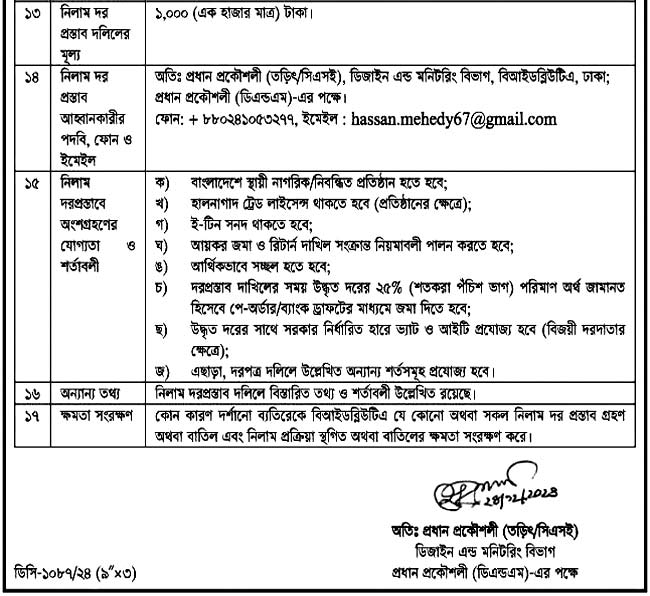 ১৩ নিলাম দর ১,০০০ (এক হাজার মাত্র) টাকা।
প্রস্তাব দলিলের
মূল্য
১৪ নিলাম দর অতিঃ প্রধান প্রকৌশলী (তড়িৎ/সিএসই), ডিজাইন এন্ড মনিটরিং বিভাগ, বিআইডব্লিউটিএ, ঢাকা;
প্রস্তাব প্রধান প্রকৌশলী (ডিএন্ডএম)-এর পক্ষে।
আহ্বানকারীর ফোন: + ৮৮০২৪১০৫৩২৭৭, ইমেইল : hassan.mehedy67@gmail.com
পদবি, ফোন ও
ইমেইল
১৫ নিলাম ক) বাংলাদেশে স্থায়ী নাগরিক/নিবন্ধিত প্রতিষ্ঠান হতে হবে;
দরপ্রস্তাবে খ) হালনাগাদ ট্রেড লাইসেন্স থাকতে হবে (প্রতিষ্ঠানের ক্ষেত্রে);
অংশগ্রহণের গ) ই-টিন সনদ থাকতে হবে;
যোগ্যতা ও ঘ) আয়কর জমা ও রিটার্ন দাখিল সংক্রান্ত নিয়মাবলী পালন করতে হবে;
শর্তাবলী ঙ) আর্থিকভাবে সচ্ছল হতে হবে;
চ) দরপ্রস্তাব দাখিলের সময় উদ্ধৃত দরের ২৫% (শতকরা পঁচিশ ভাগ) পরিমাণ অর্থ জামানত
হিসেবে পে-অর্ডার/ব্যাংক ড্রাফটের মাধ্যমে জমা দিতে হবে;
ছ) উদ্ধৃত দরের সাথে সরকার নির্ধারিত হারে ভ্যাট ও আইটি প্রযোজ্য হবে (বিজয়ী দরদাতার
ক্ষেত্রে);
জ) এছাড়া, দরপত্র দলিলে উল্লেখিত অন্যান্য শর্তসমূহ প্রযোজ্য হবে।
১৬ অন্যান্য তথ্য নিলাম দরপ্রস্তাব দলিলে বিস্তারিত তথ্য ও শর্তাবলী উল্লেখিত রয়েছে।
১৭ ক্ষমতা সংরক্ষণ কোন কারণ দর্শানো ব্যতিরেকে বিআইডব্লিউটিএ যে কোনো অথবা সকল নিলাম দর প্রস্তাব গ্রহণ
অথবা বাতিল এবং নিলাম প্রক্রিয়া স্থগিত অথবা বাতিলের ক্ষমতা সংরক্ষণ করে।
অতিঃ প্রধান প্রকৌশলী (তড়িৎ/সিএসই)
ডিজাইন এন্ড মনিটরিং বিভাগ
ডিসি-১০৮৭/২৪ (৯"×৩) প্রধান প্রকৌশলী (ডিএন্ডএম)-এর পক্ষে